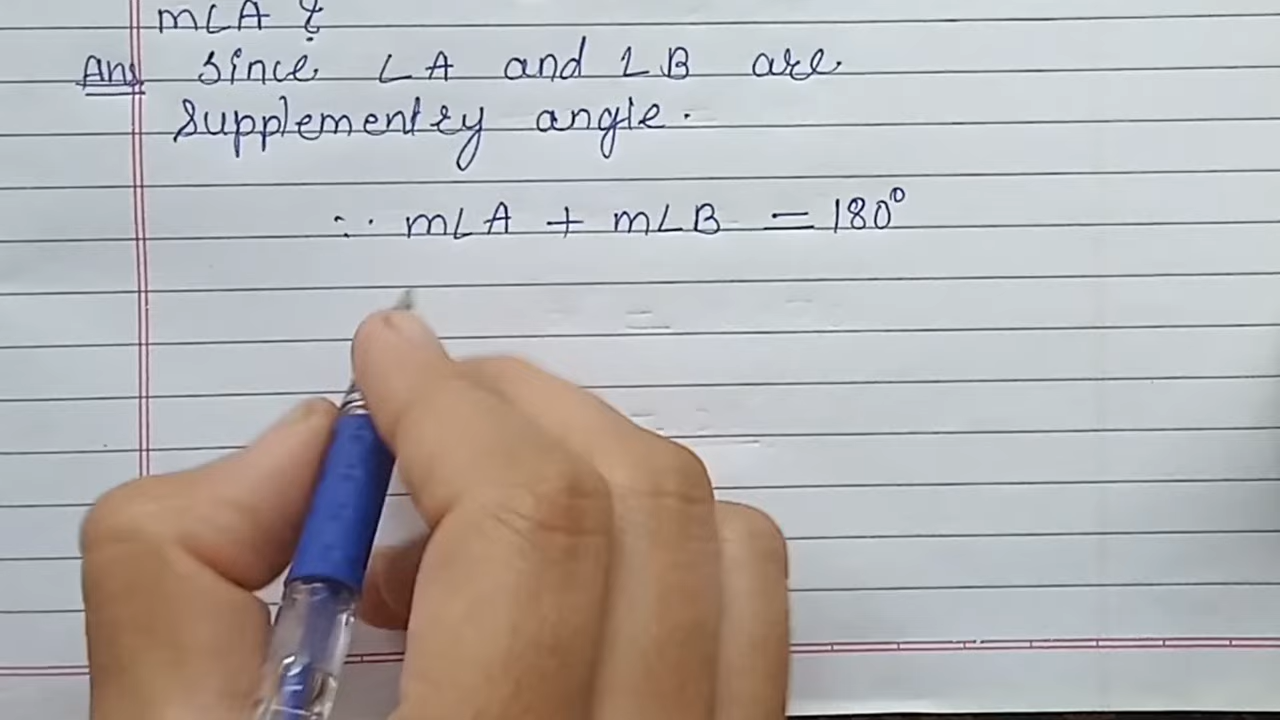 m∠A ?
Ans since ∠A and ∠B are
supplementry angle.
∴ m∠A + m∠B = 180°